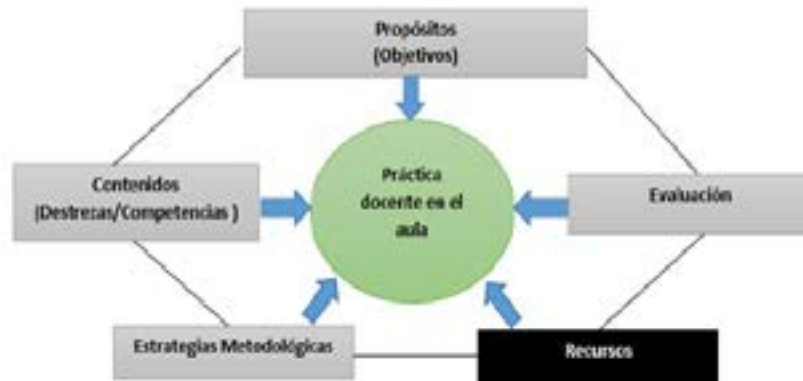 Propósitos
(Objetivos)
Contenidos
(Destrezas/Competencias )
Práctica
docente en el
aula
Evaluación
Estrategias Metodológicas
Recursos